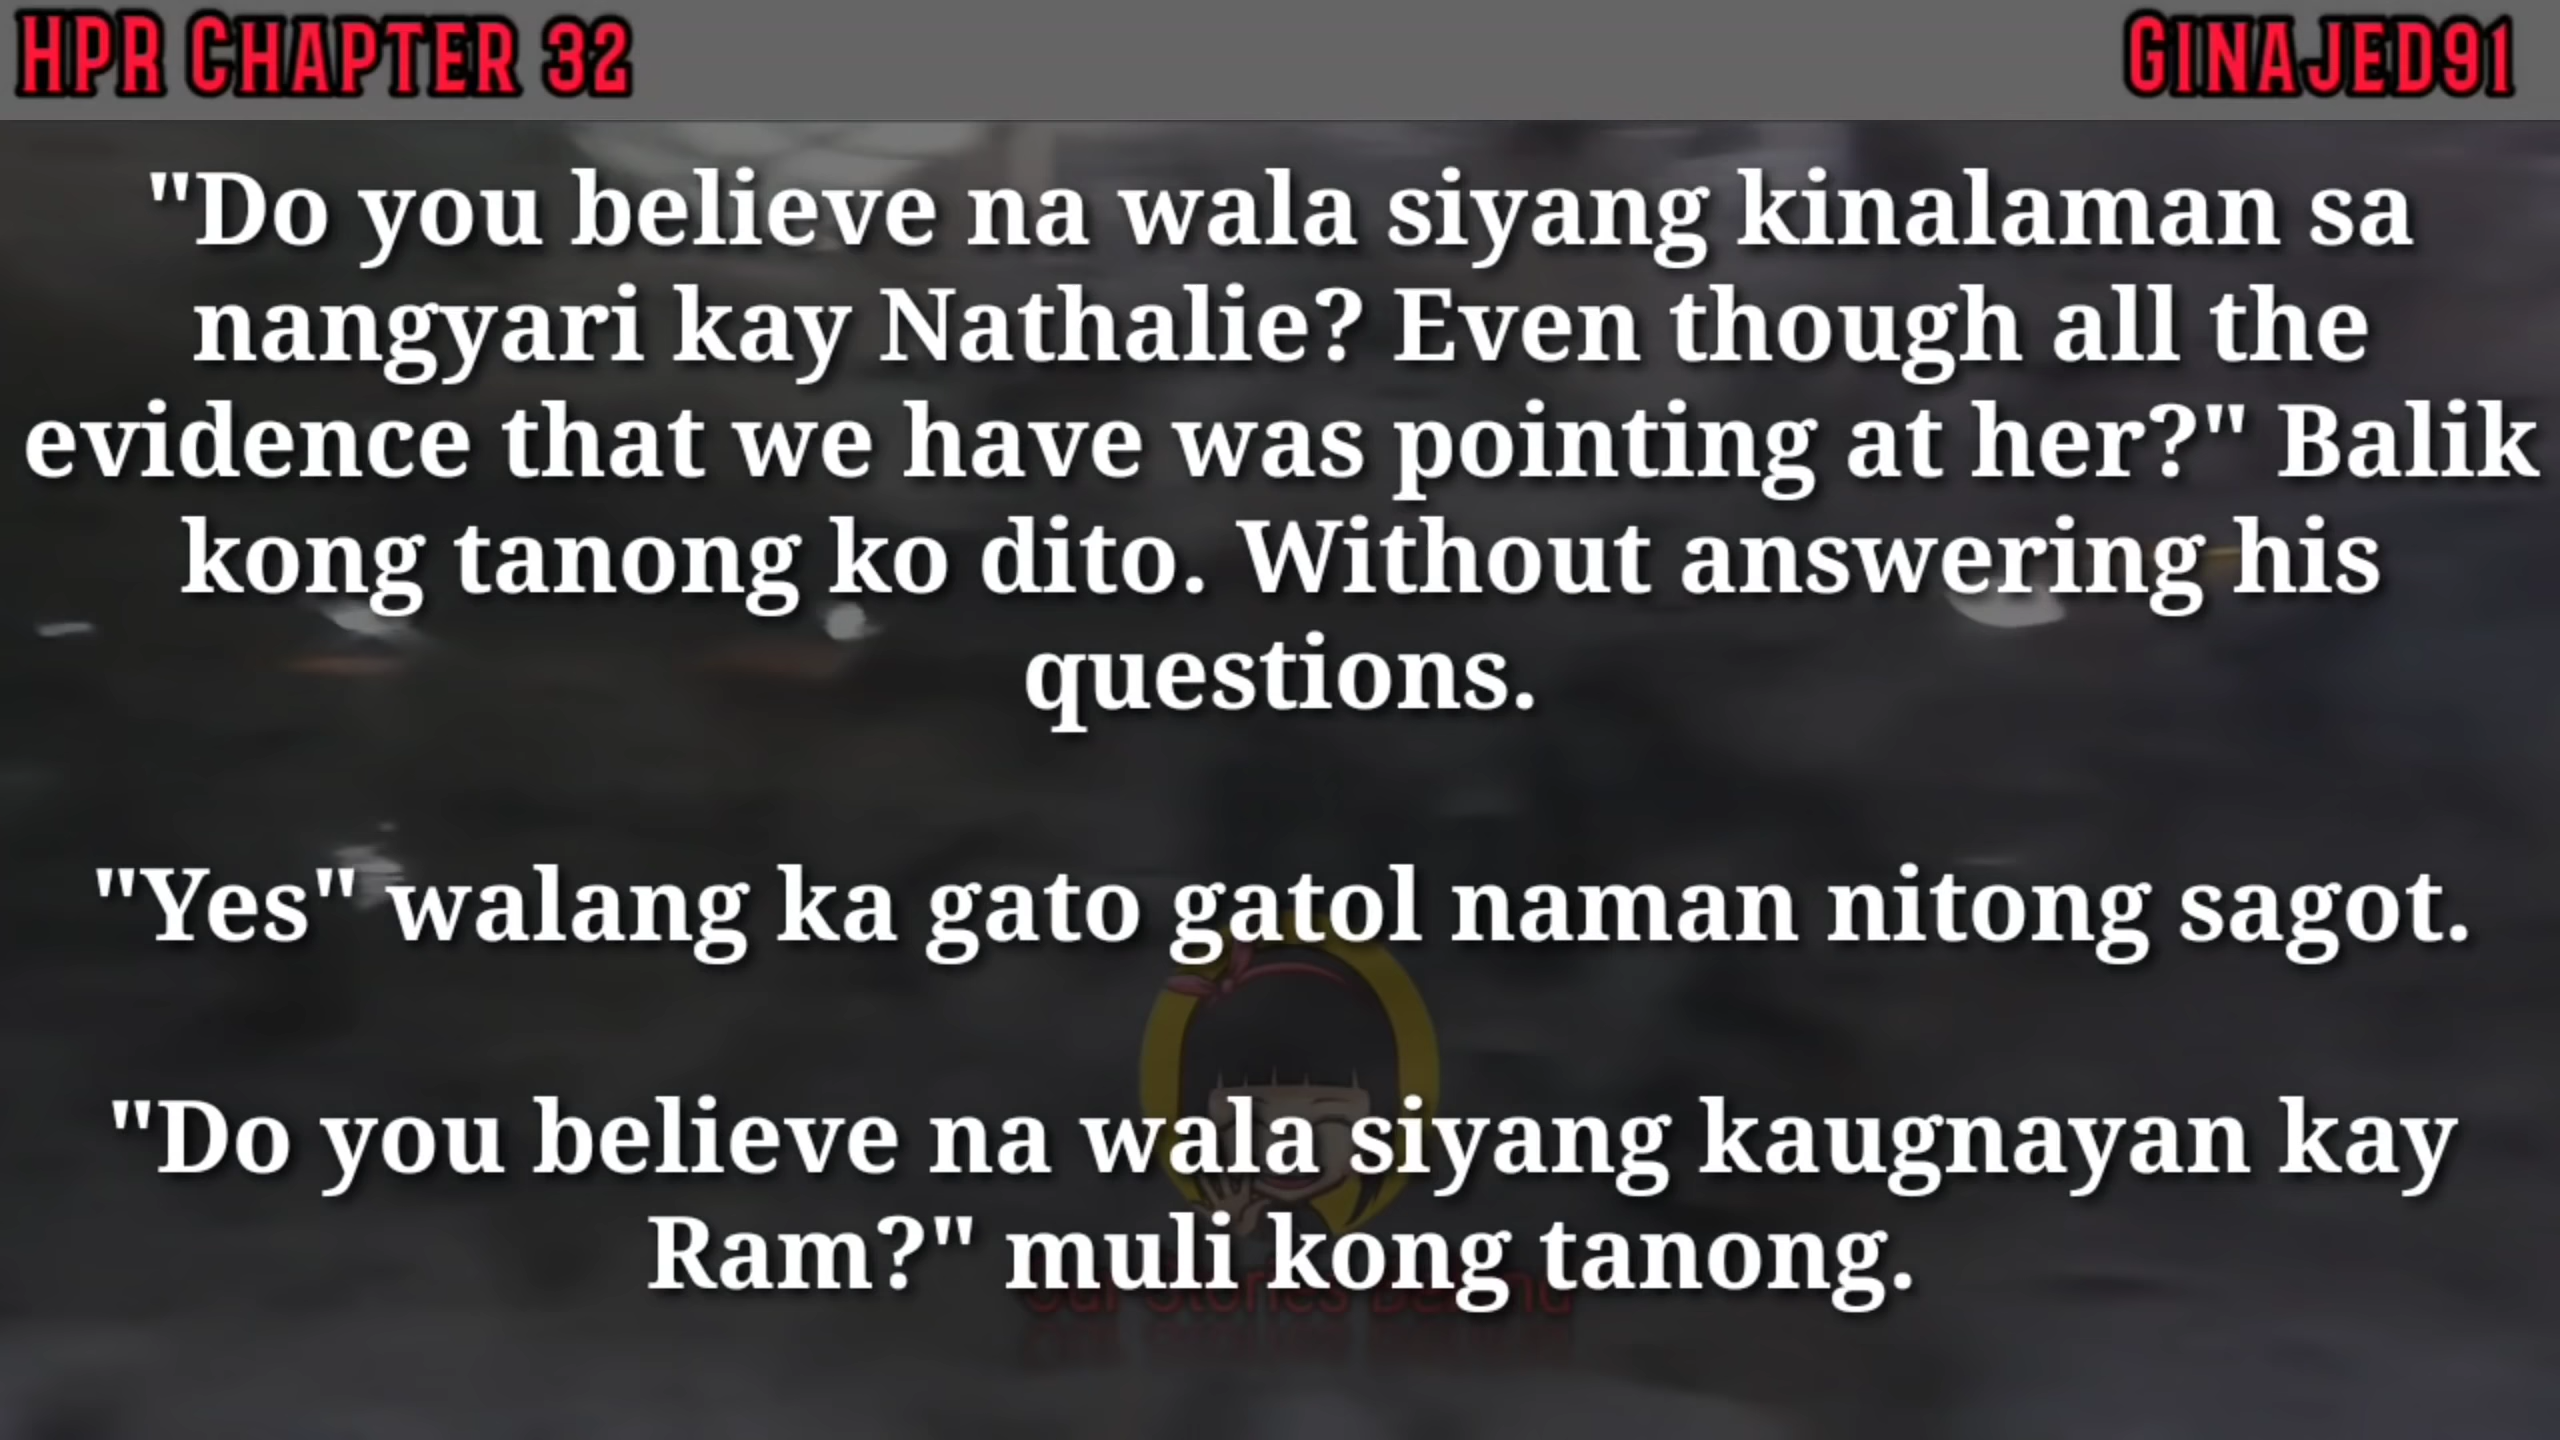 HPR CHAPTER 32
GINAJED91
"Do you believe na wala siyang kinalaman sa
nangyari kay Nathalie? Even though all the
evidence that we have was pointing at her?" Balik
kong tanong ko dito. Without answering his
questions.
"Yes" walang ka gato gatol naman nitong sagot.
"Do you believe na wala siyang kaugnayan kay
Ram?" muli kong tanong.
Our Stories